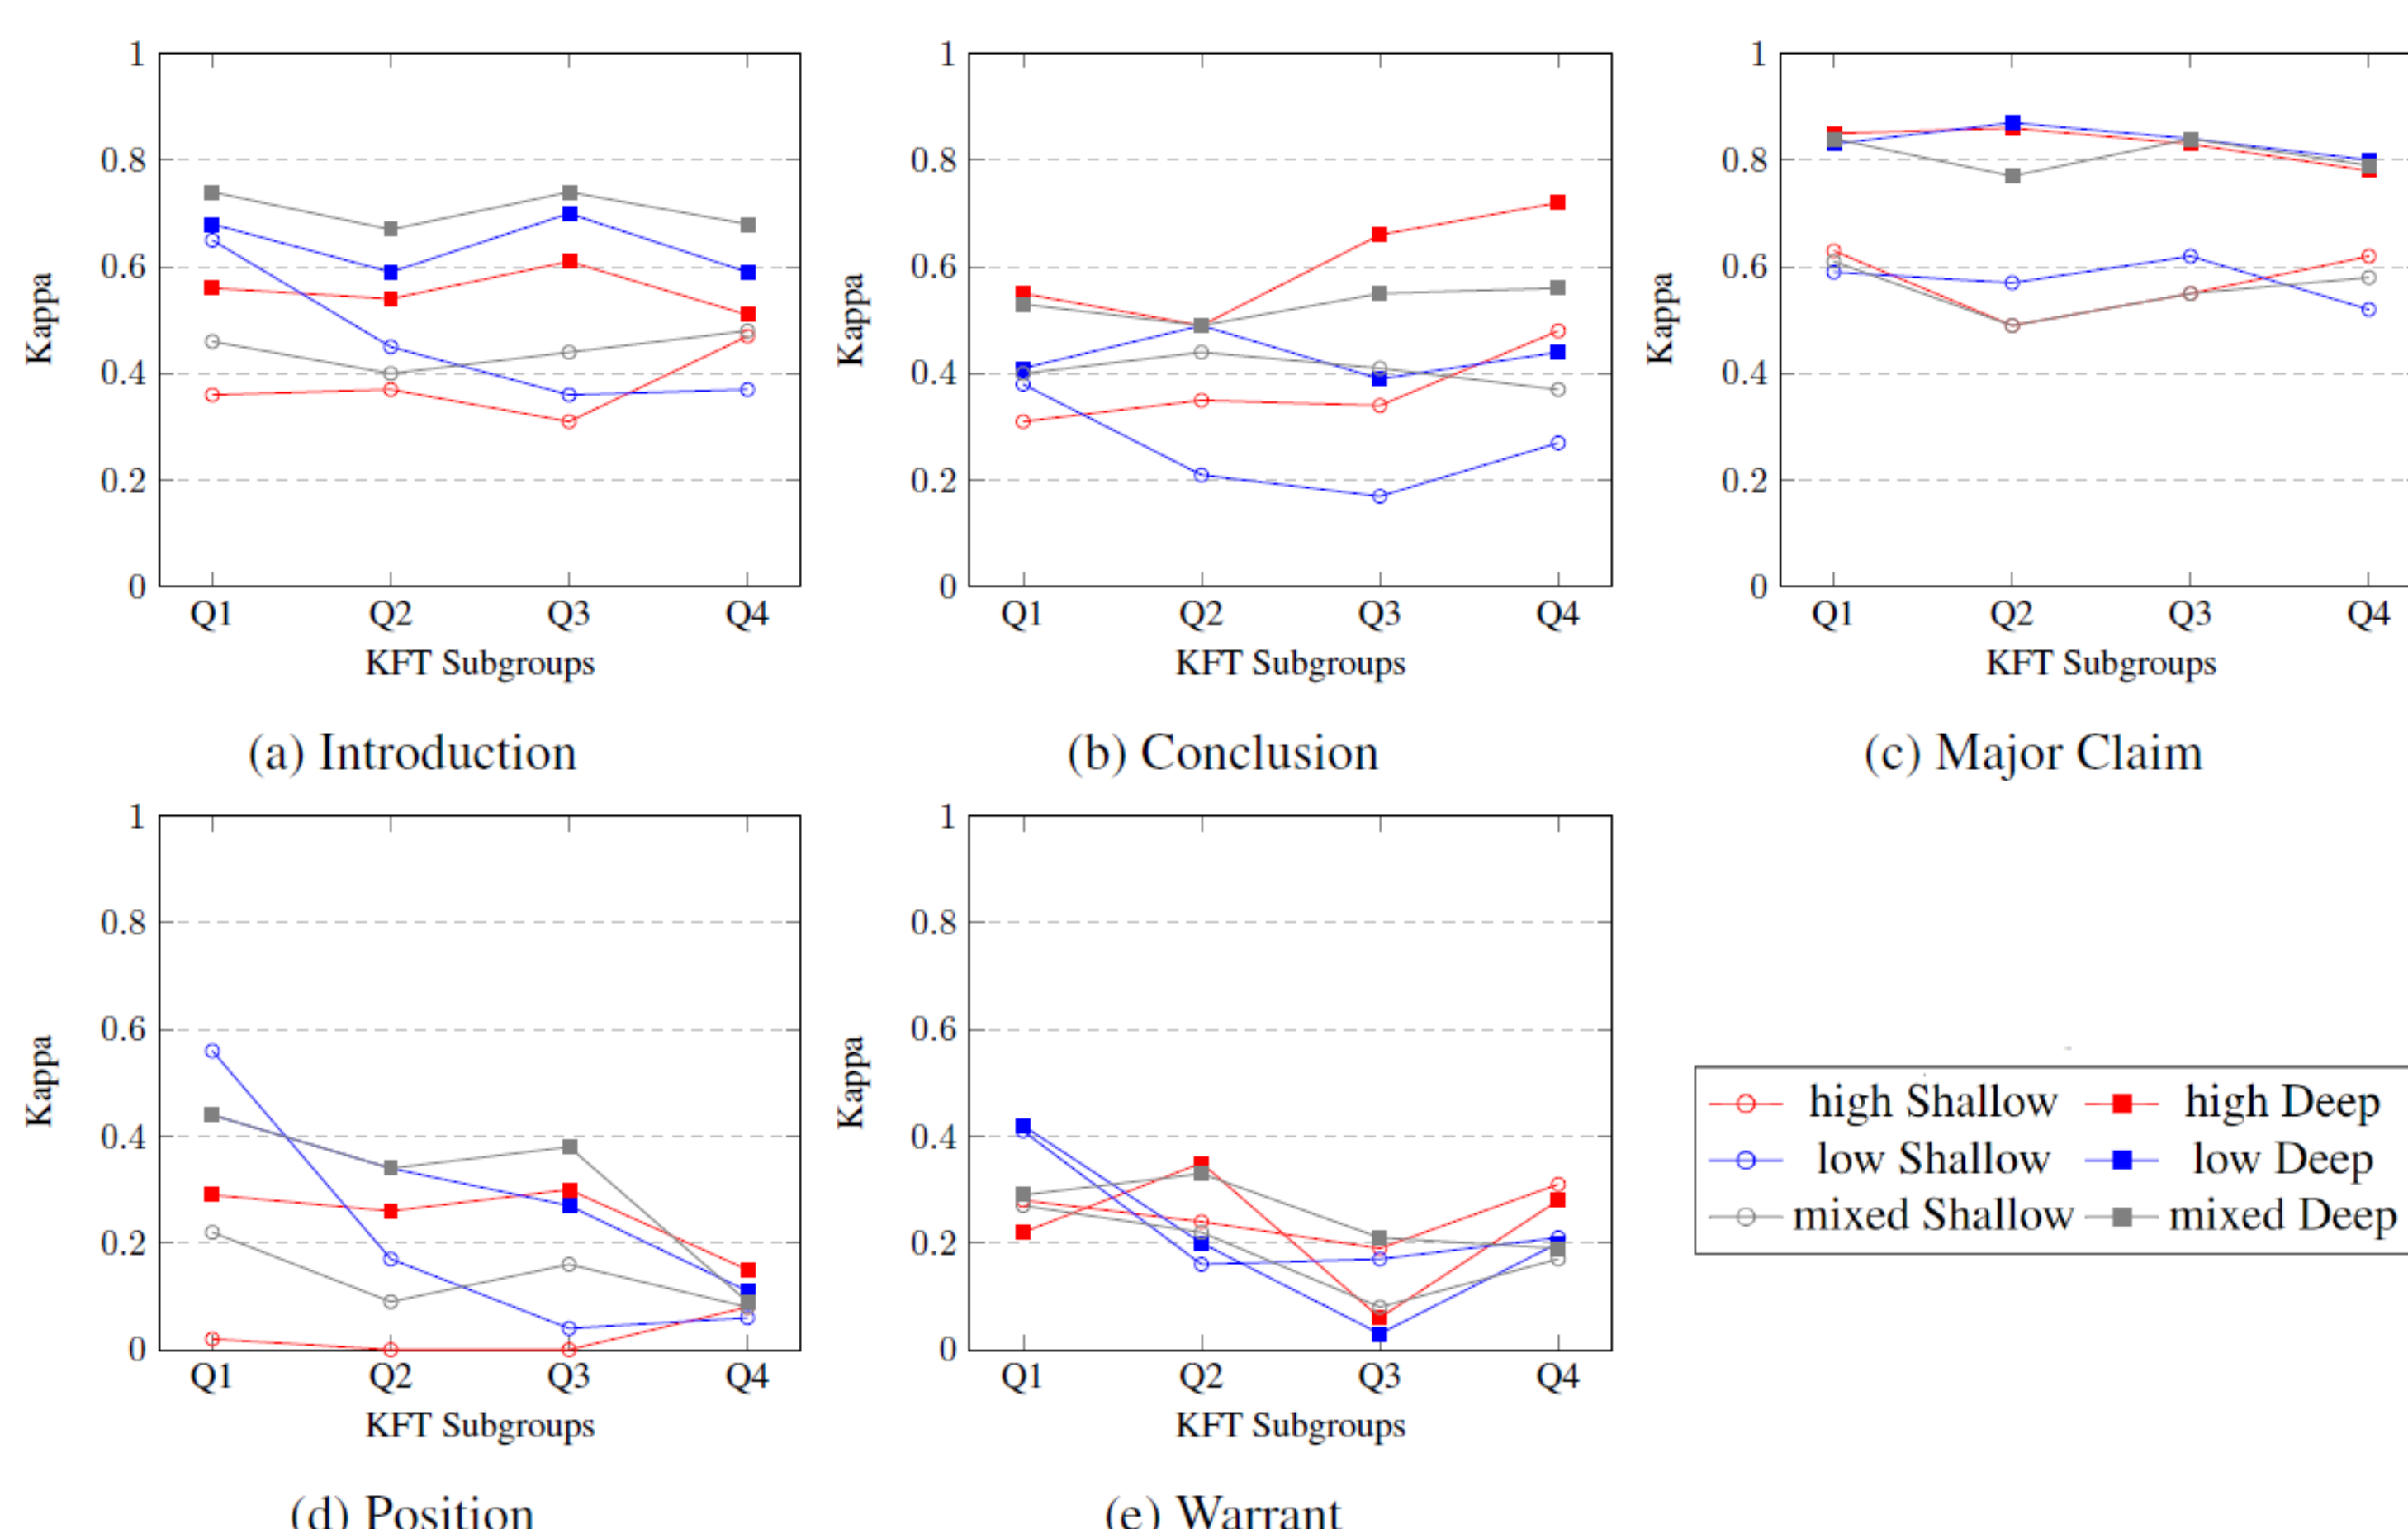 1 1 1
0.8 0.8 0.8
0.6 0.6 0.6
Kappa Kappa Kappa
0.4 0.4 0.4
0.2 0.2 0.2
0 0 0
Q1 Q2 Q3 Q4 Q1 Q2 Q3 Q4 Q1 Q2 Q3 Q4
KFT Subgroups KFT Subgroups KFT Subgroups
(a) Introduction (b) Conclusion (c) Major Claim
1 1
0.8 0.8
0.6 0.6
Kappa Kappa
0.4 0.4
0.2 0.2
0 0
Q1 Q2 Q3 Q4 Q1 Q2 Q3 Q4
KFT Subgroups KFT Subgroups
(d) Position (e) Warrant
high Shallow high Deep
low Shallow low Deep
mixed Shallow mixed Deep